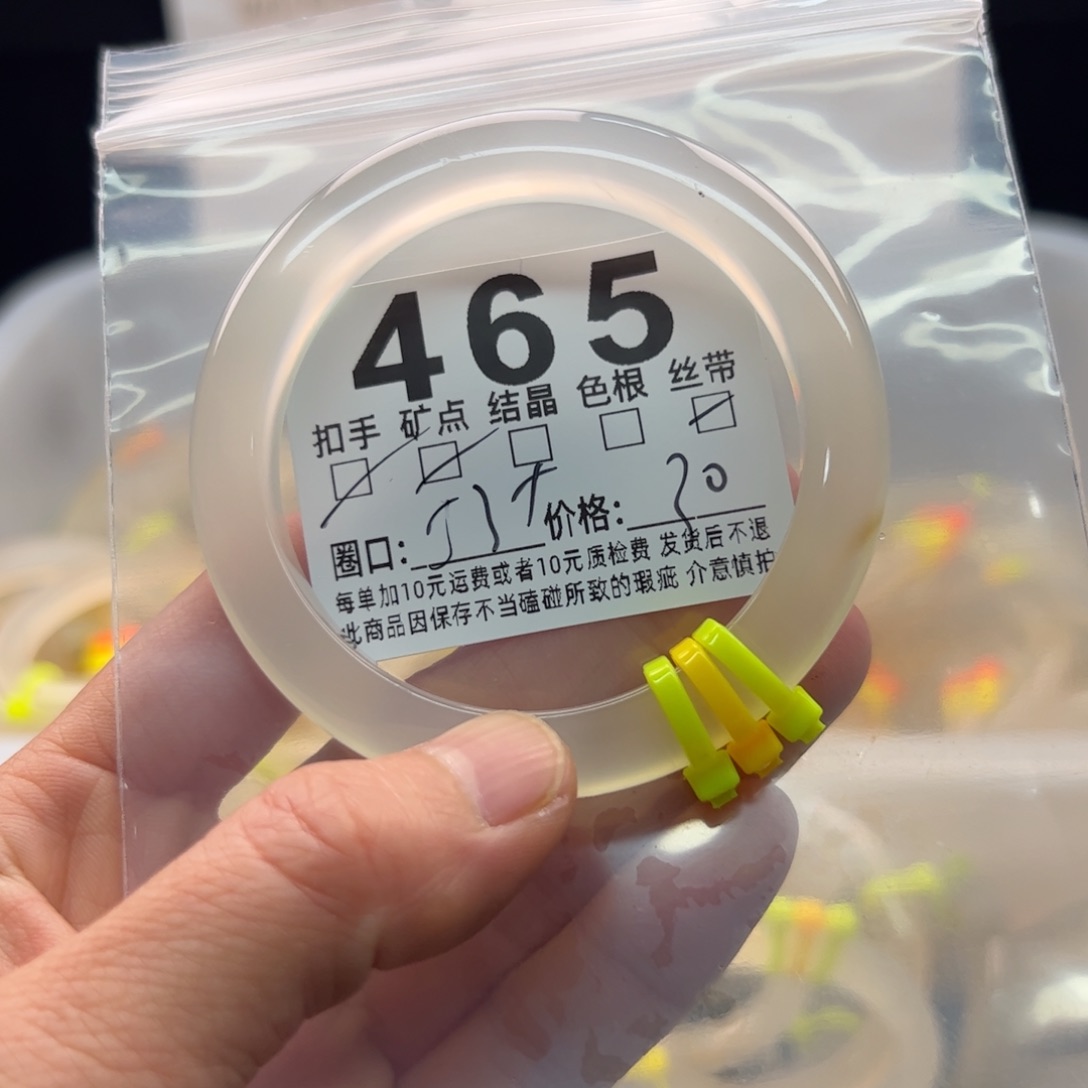 465
扣手 矿点 结晶 色根 丝带
圈口: 价格:
每单加10元运费或者10元质检费 发货后不退
此商品因保存不当磕碰所致的瑕疵 介意慎拍